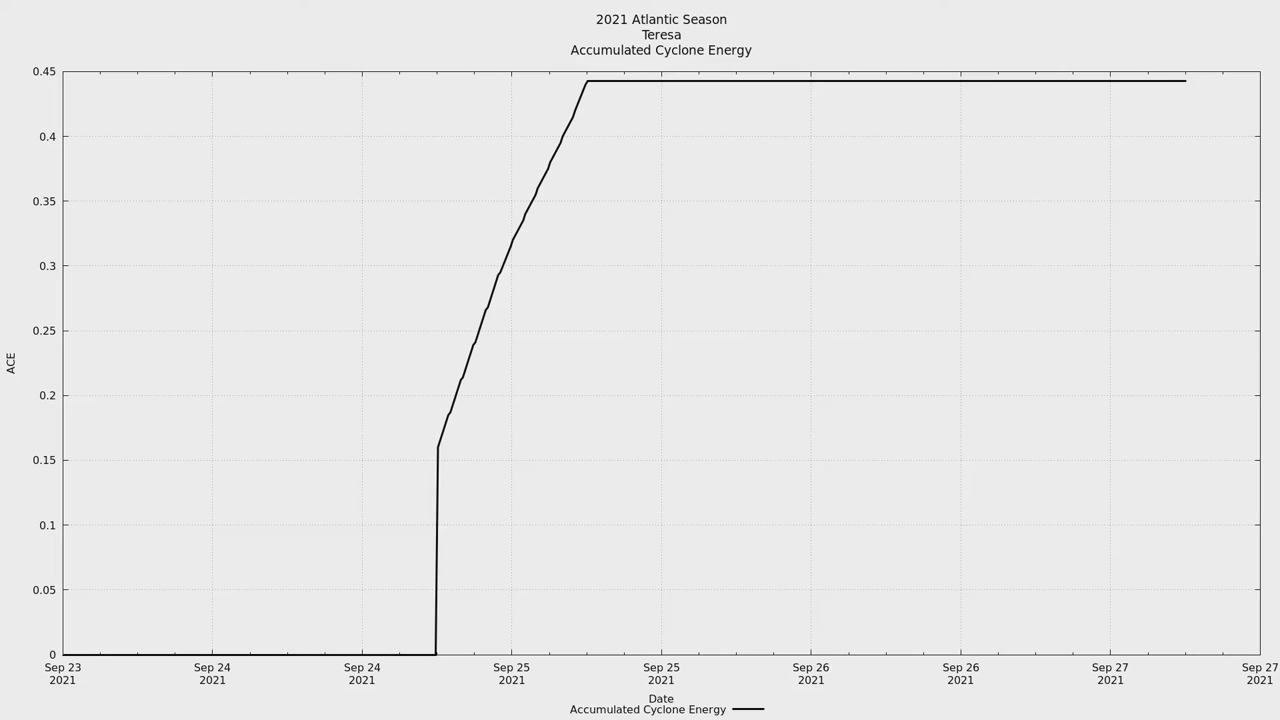 2021 Atlantic Season
Teresa
Accumulated Cyclone Energy
0.45
0.4
0.35
0.3
0.25
0.2
0.15
0.1
0.05
0
ACE
Sep 23 Sep 24 Sep 24 Sep 25 Sep 25 Sep 26 Sep 26 Sep 27 Sep 27
2021 2021 2021 2021 2021 2021 2021 2021 2021
Date
Accumulated Cyclone Energy